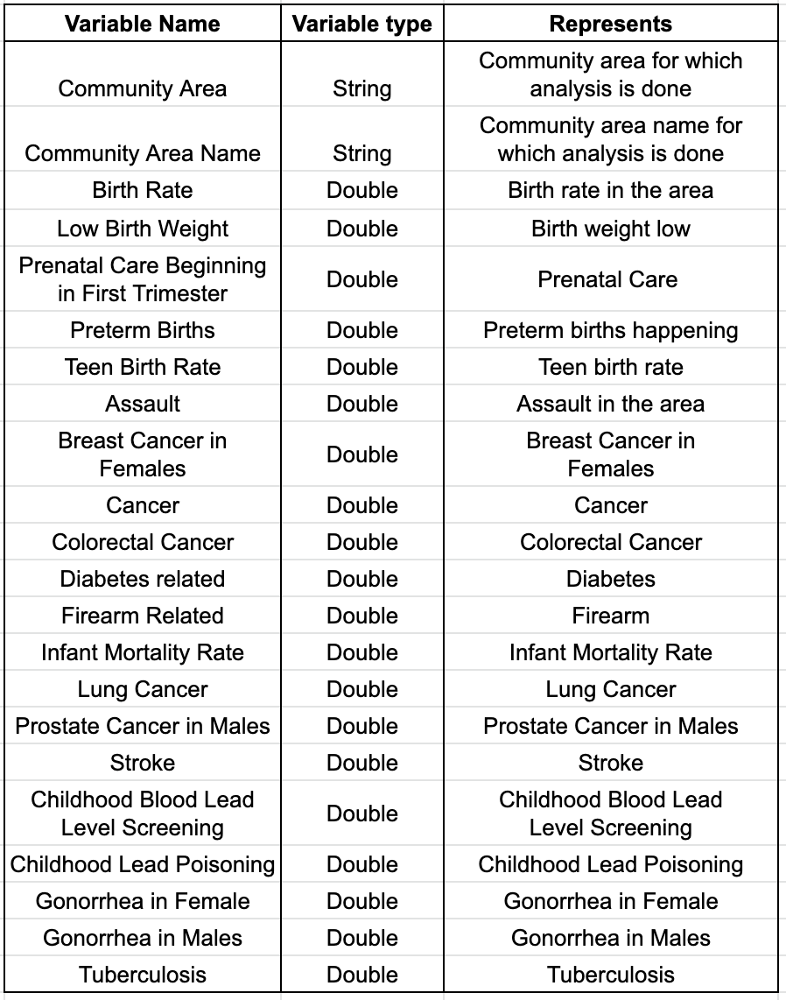 Variable Name Variable type Represents
Community area for which
Community Area String analysis is done
Community area name for
Community Area Name String which analysis is done
Birth Rate Double Birth rate in the area
Low Birth Weight Double Birth weight low
Prenatal Care Beginning
in First Trimester Double Prenatal Care
Preterm Births Double Preterm births happening
Teen Birth Rate Double Teen birth rate
Assault Double Assault in the area
Breast Cancer in Double Breast Cancer in
Females Females
Cancer Double Cancer
Colorectal Cancer Double Colorectal Cancer
Diabetes related Double Diabetes
Firearm Related Double Firearm
Infant Mortality Rate Double Infant Mortality Rate
Lung Cancer Double Lung Cancer
Prostate Cancer in Males Double Prostate Cancer in Males
Stroke Double Stroke
Childhood Blood Lead Double Childhood Blood Lead
Level Screening Level Screening
Childhood Lead Poisoning Double Childhood Lead Poisoning
Gonorrhea in Female Double Gonorrhea in Female
Gonorrhea in Males Double Gonorrhea in Males
Tuberculosis Double Tuberculosis